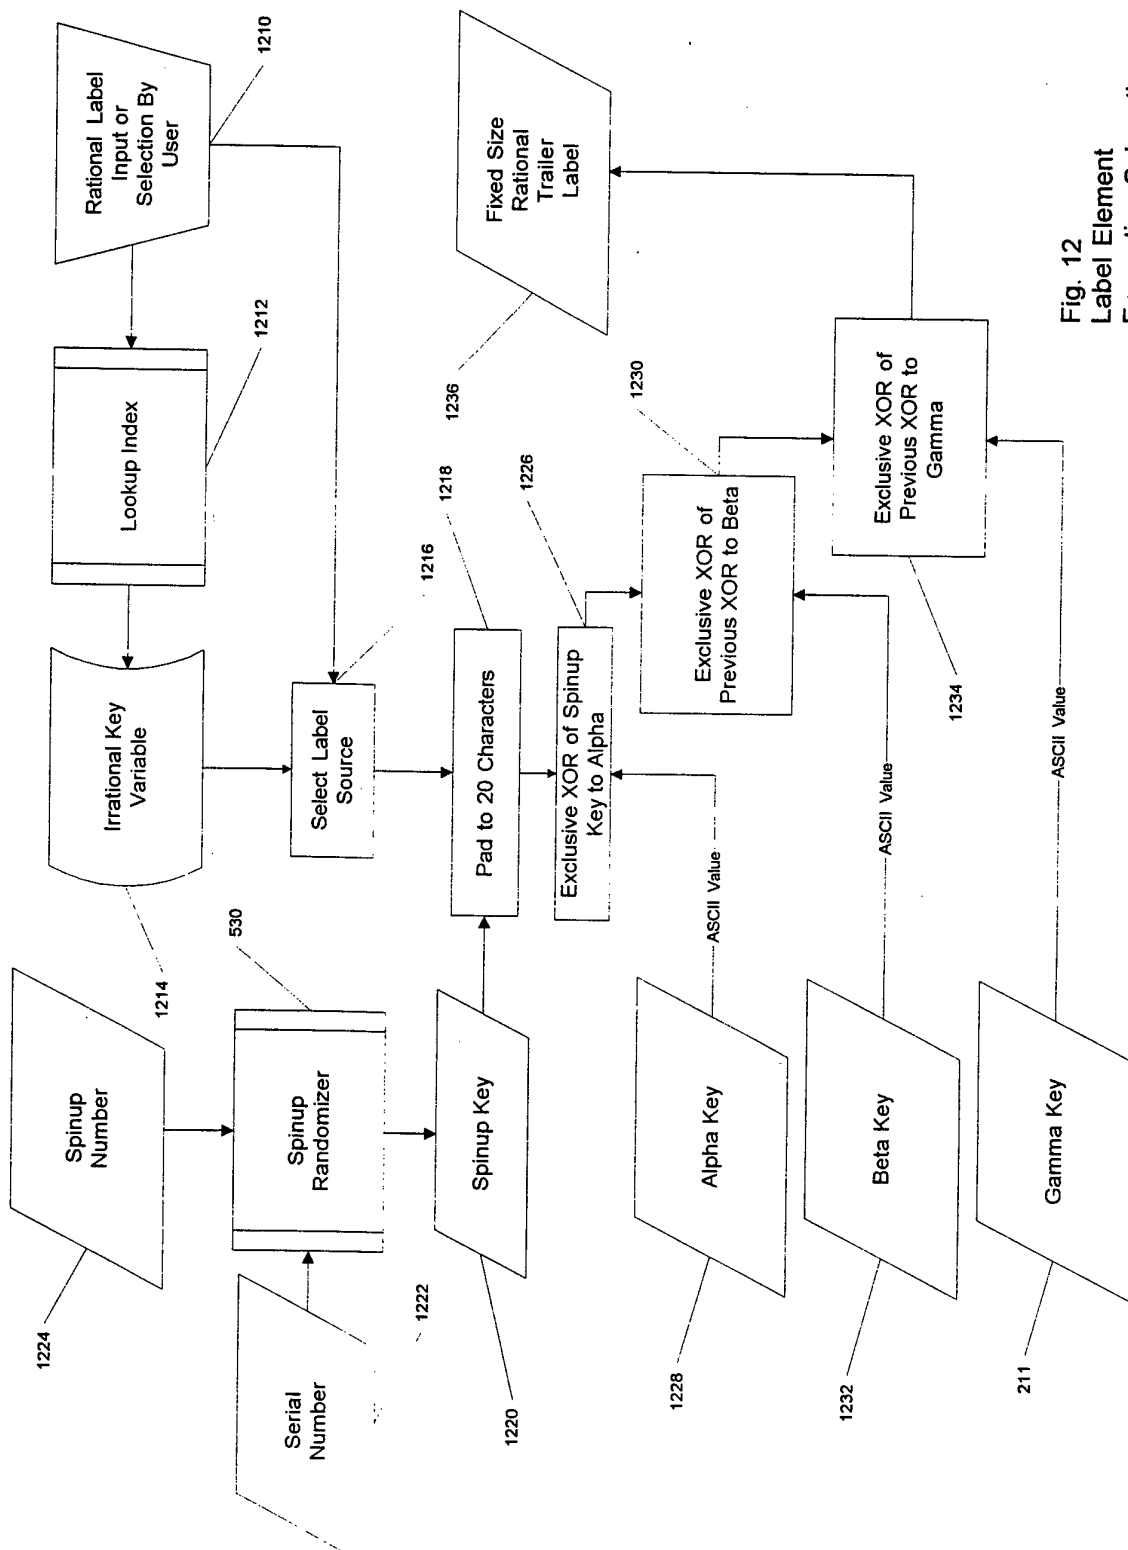 Rational Label
Input or
Selection By
User
1210
Lookup Index
1212
Irrational Key
Variable
1214
Select Label
Source
1216
Spinup
Number
1224
Serial
Number
1222
Spinup
Randomizer
530
Spinup Key
1220
Pad to 20 Characters
1218
Exclusive XOR of Spinup
Key to Alpha
1226
Alpha Key
1228
ASCII Value
Exclusive XOR of
Previous XOR to Beta
1230
Beta Key
1232
ASCII Value
Exclusive XOR of
Previous XOR to
Gamma
1234
Gamma Key
211
ASCII Value
Fixed Size
Rational
Trailer
Label
1236
Fig. 12
Label Element